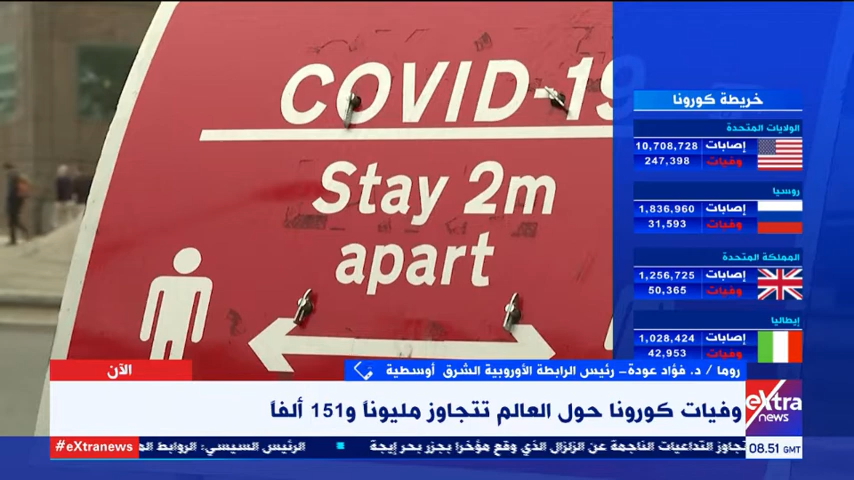 COVID-19
Stay 2m
apart
خريطة كورونا
الولايات المتحدة
إصابات 10,708,728
وفيات 247,398
روسيا
إصابات 1,836,960
وفيات 31,593
المملكة المتحدة
إصابات 1,256,725
وفيات 50,365
إيطاليا
إصابات 1,028,424
وفيات 42,953
الآن
روما / د. فؤاد عودة- رئيس الرابطة الأوروبية الشرق أوسطية
وفيات كورونا حول العالم تتجاوز مليوناً و151 ألفاً
eXtra
news
08.51 GMT
تجاوز التداعيات الناجمة عن الزلزال الذي وقع مؤخرا بجزر بحر إيجة
الرئيس السيسي: الروابط
#eXtranews